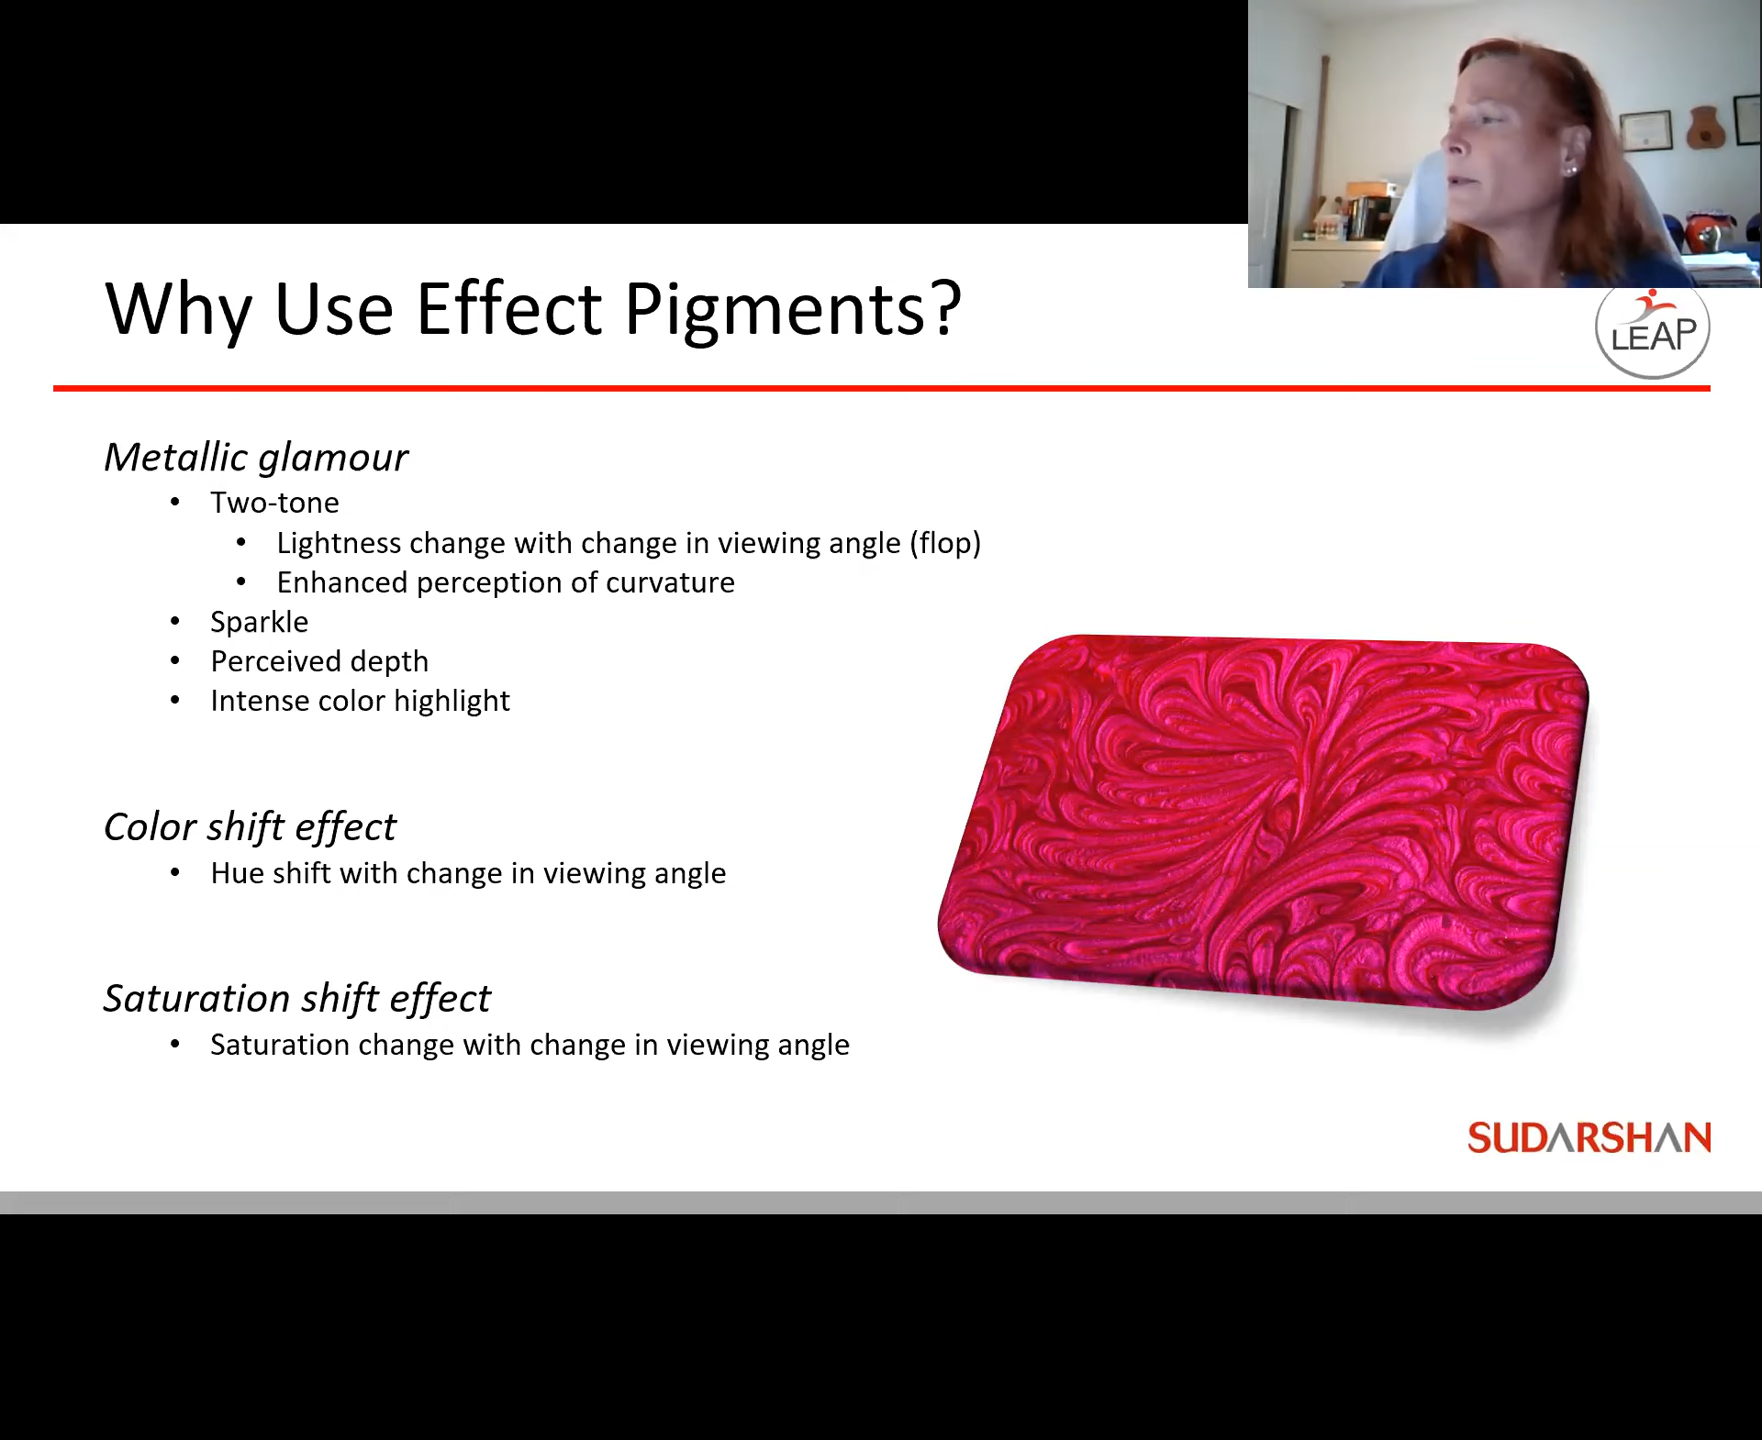 Why Use Effect Pigments?
LEAP
Metallic glamour
• Two-tone
• Lightness change with change in viewing angle (flop)
• Enhanced perception of curvature
• Sparkle
• Perceived depth
• Intense color highlight
Color shift effect
• Hue shift with change in viewing angle
Saturation shift effect
• Saturation change with change in viewing angle
SUDARSHAN